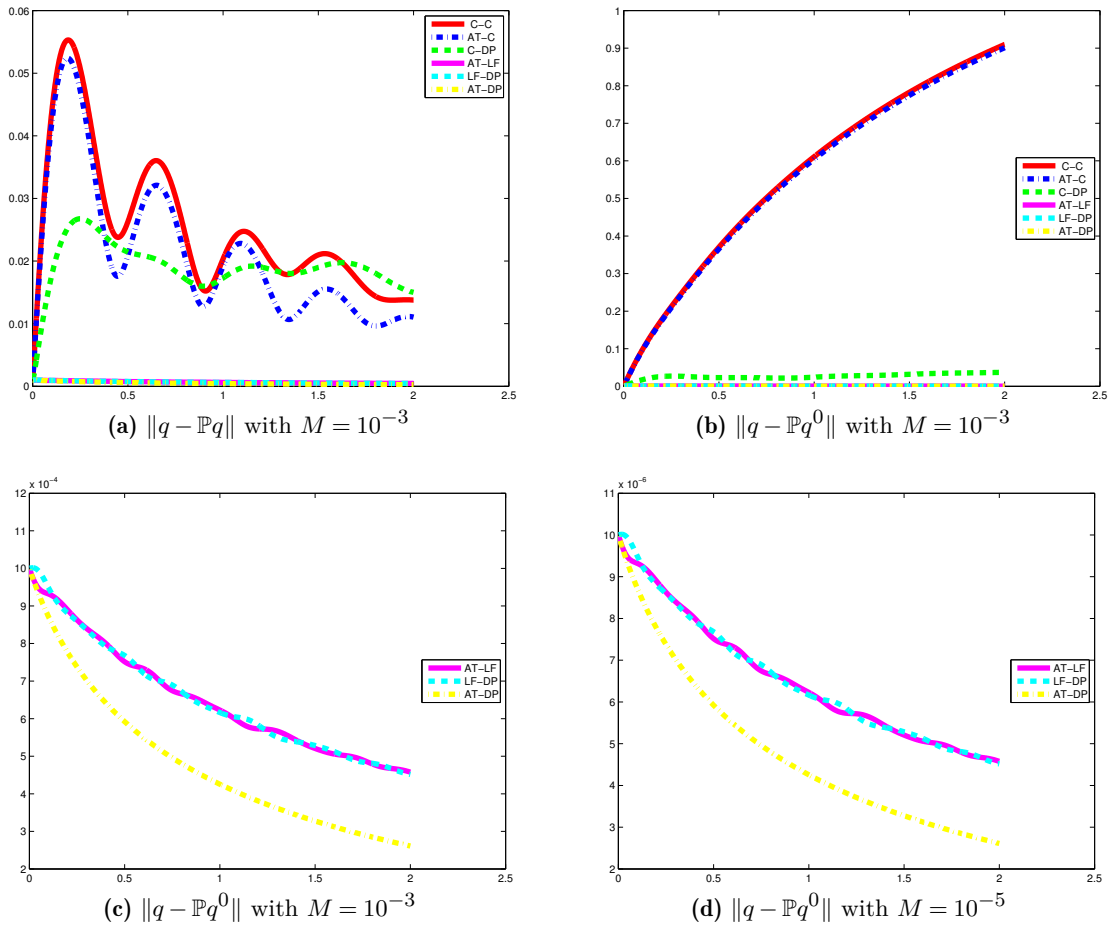 0.06
0.05
0.04
0.03
0.02
0.01
0
0 0.5 1 1.5 2 2.5
C−C
AT−C
C−DP
AT−LF
LF−DP
AT−DP
(a) ‖q − ℙq‖ with M = 10⁻³
1
0.9
0.8
0.7
0.6
0.5
0.4
0.3
0.2
0.1
0
0 0.5 1 1.5 2 2.5
C−C
AT−C
C−DP
AT−LF
LF−DP
AT−DP
(b) ‖q − ℙq⁰‖ with M = 10⁻³
x 10⁻⁴
12
11
10
9
8
7
6
5
4
3
2
0 0.5 1 1.5 2 2.5
AT−LF
LF−DP
AT−DP
(c) ‖q − ℙq⁰‖ with M = 10⁻³
x 10⁻⁶
11
10
9
8
7
6
5
4
3
2
0 0.5 1 1.5 2 2.5
AT−LF
LF−DP
AT−DP
(d) ‖q − ℙq⁰‖ with M = 10⁻⁵